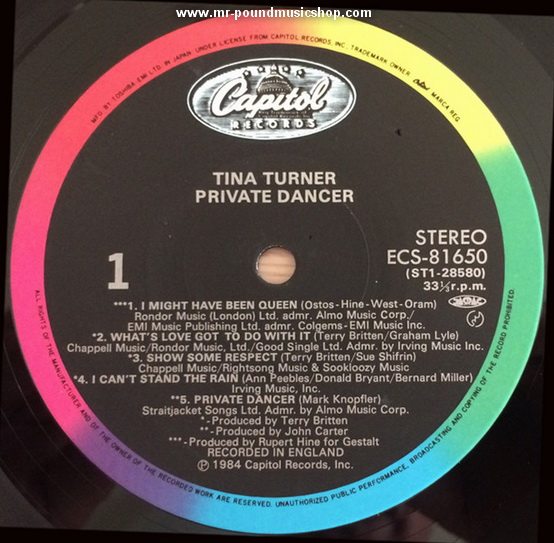 www.mr-poundmusicshop.com
MFD. BY TOSHIBA-EMI LTD. IN JAPAN. UNDER LICENSE FROM CAPITOL RECORDS, INC., TRADEMARK OWNER. Capitol MARCA REG.
Capitol
RECORDS
TINA TURNER
PRIVATE DANCER
1
STEREO
ECS-81650
(ST1-28580)
33⅓r.p.m.
***1. I MIGHT HAVE BEEN QUEEN (Ostos-Hine-West-Oram)
Rondor Music (London) Ltd. admr. Almo Music Corp./
EMI Music Publishing Ltd. admr. Colgems-EMI Music Inc.
*2. WHAT'S LOVE GOT TO DO WITH IT (Terry Britten/Graham Lyle)
Chappell Music/Rondor Music, Ltd./Good Single Ltd. Admr. by Irving Music Inc.
*3. SHOW SOME RESPECT (Terry Britten/Sue Shifrin)
Chappell Music/Rightsong Music & Sookloozy Music
*4. I CAN'T STAND THE RAIN (Ann Peebles/Donald Bryant/Bernard Miller)
Irving Music, Inc.
**5. PRIVATE DANCER (Mark Knopfler)
Straitjacket Songs Ltd. Admr. by Almo Music Corp.
*-Produced by Terry Britten
**-Produced by John Carter
***-Produced by Rupert Hine for Gestalt
RECORDED IN ENGLAND
Ⓟ 1984 Capitol Records, Inc.
ALL RIGHTS OF THE MANUFACTURER AND OF THE OWNER OF THE RECORDED WORK ARE RESERVED. UNAUTHORIZED PUBLIC PERFORMANCE, BROADCASTING AND COPYING OF THE RECORD PROHIBITED.